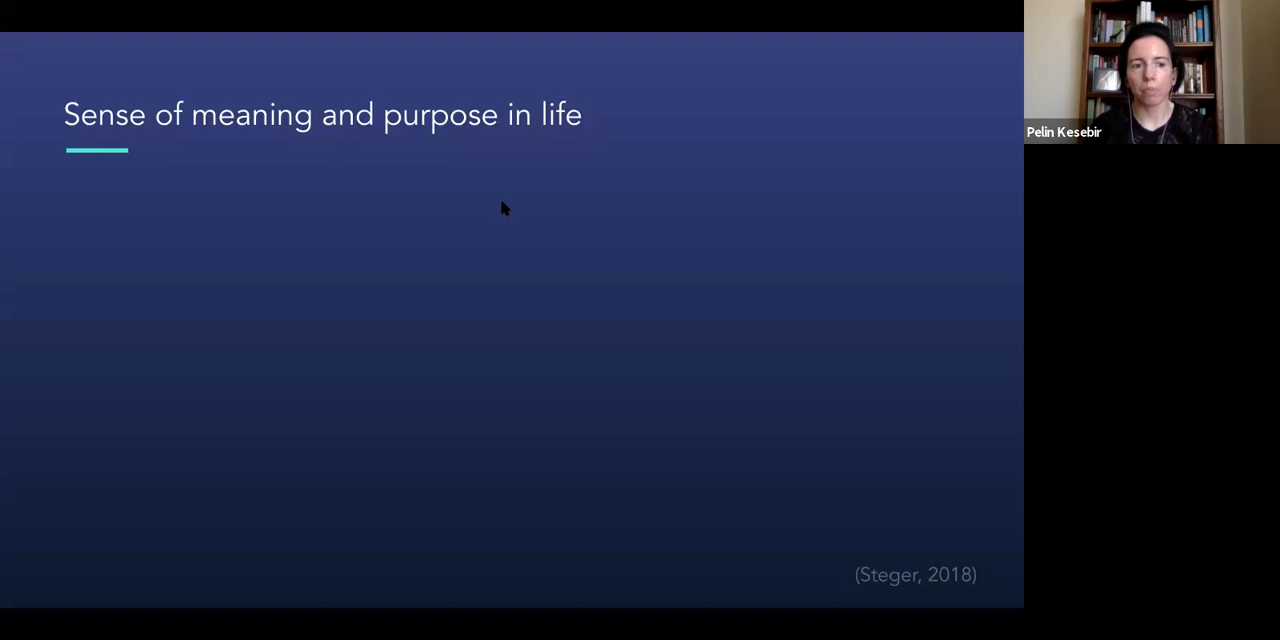 Sense of meaning and purpose in life
Pelin Kesebir
(Steger, 2018)